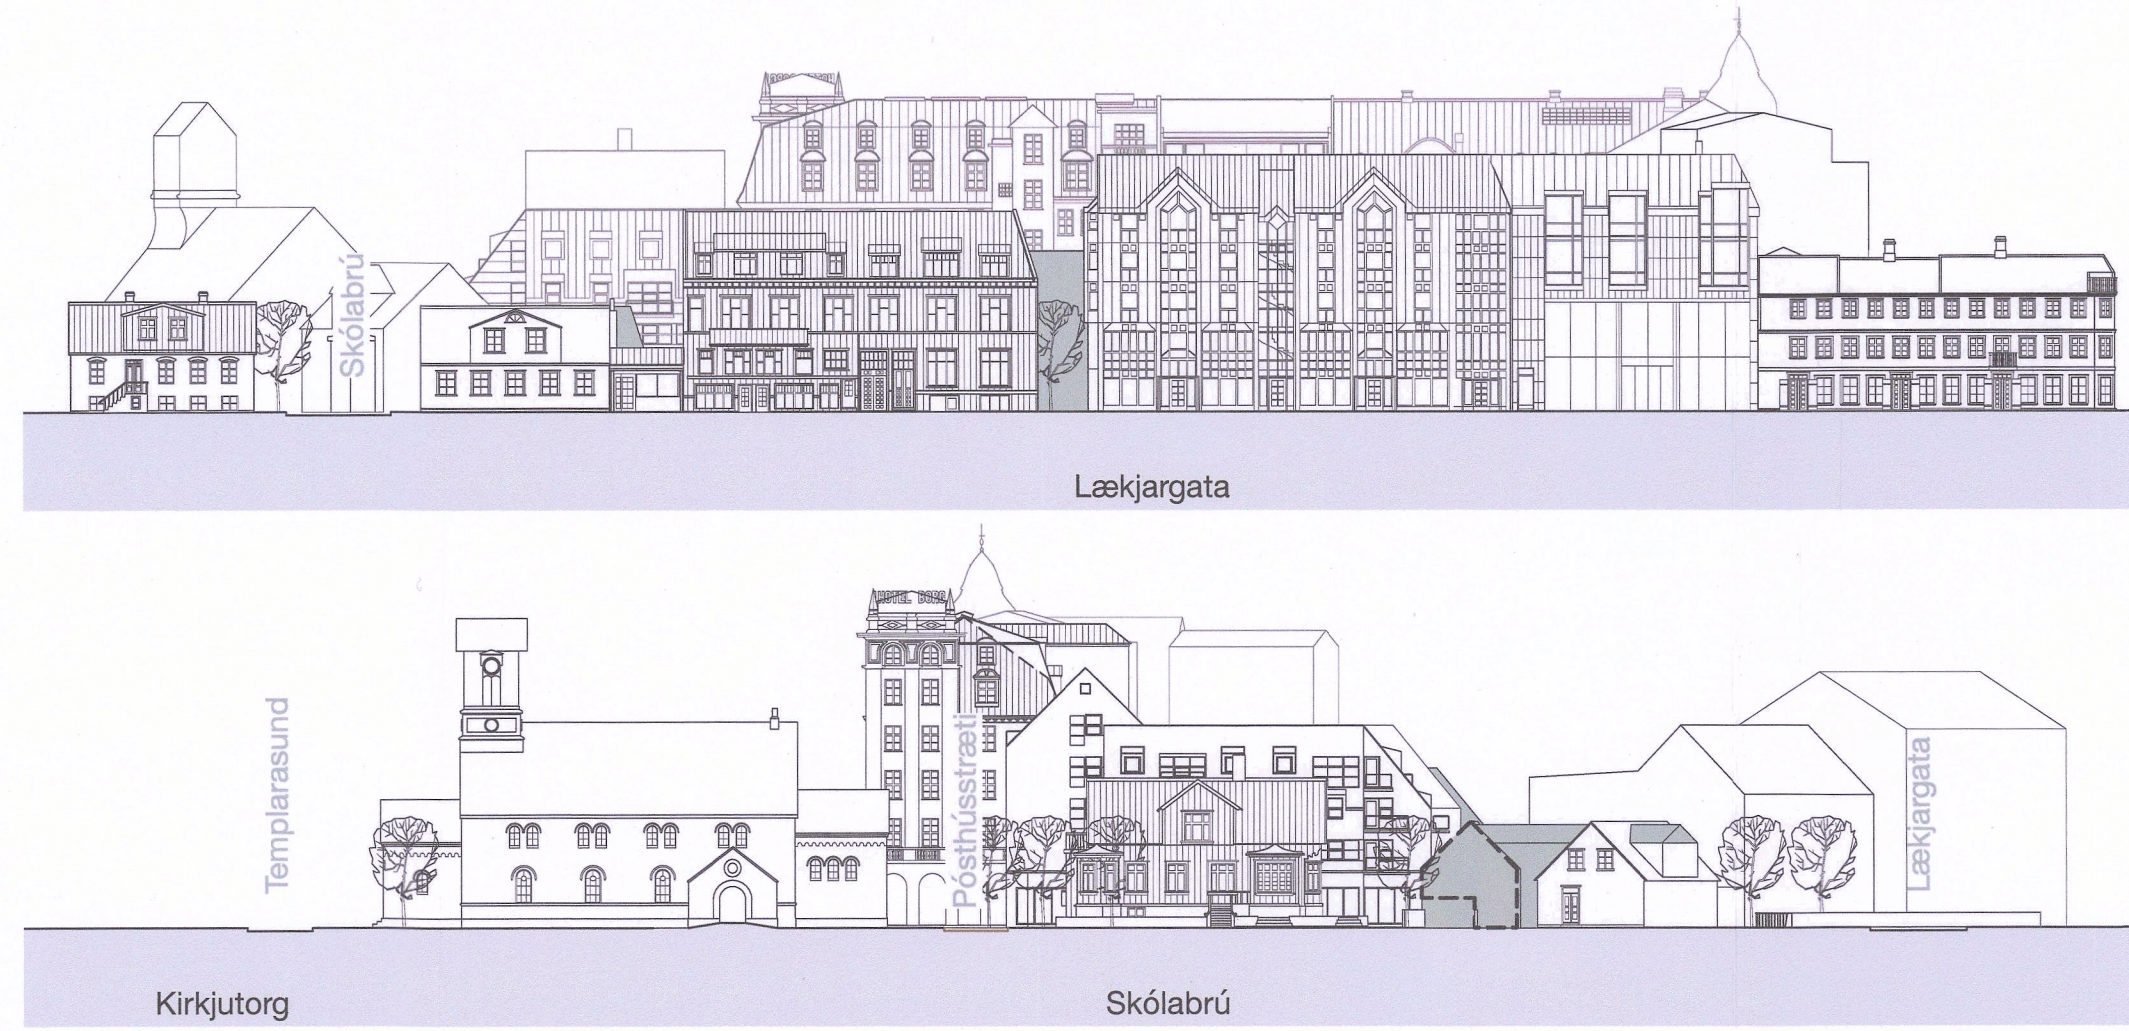 Skólabrú
Lækjargata
HOTEL BORG
Templarasund
Pósthússtræti
Lækjargata
Kirkjutorg
Skólabrú